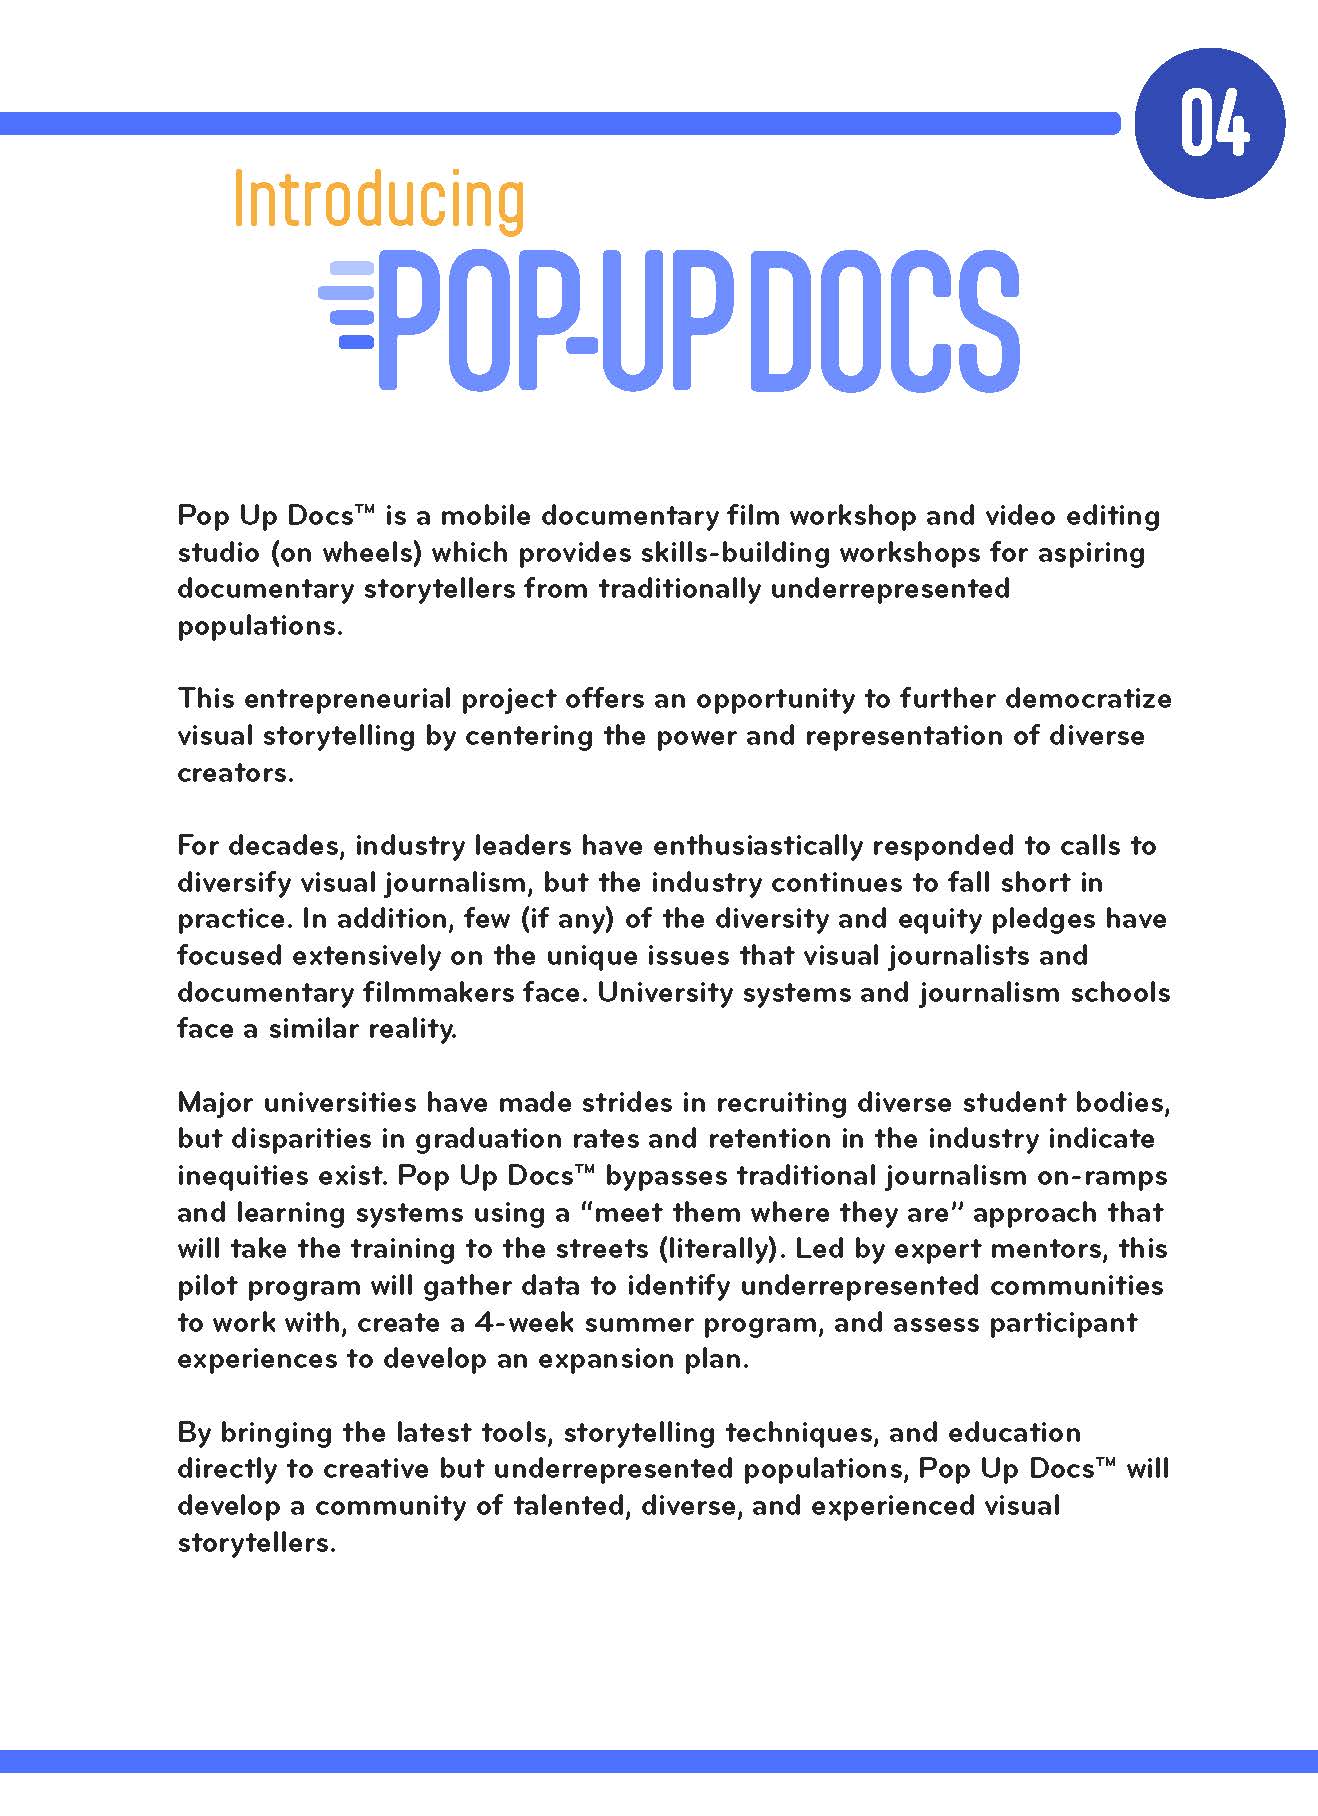 04
Introducing
POP-UP DOCS
Pop Up Docs™ is a mobile documentary film workshop and video editing
studio (on wheels) which provides skills-building workshops for aspiring
documentary storytellers from traditionally underrepresented
populations.
This entrepreneurial project offers an opportunity to further democratize
visual storytelling by centering the power and representation of diverse
creators.
For decades, industry leaders have enthusiastically responded to calls to
diversify visual journalism, but the industry continues to fall short in
practice. In addition, few (if any) of the diversity and equity pledges have
focused extensively on the unique issues that visual journalists and
documentary filmmakers face. University systems and journalism schools
face a similar reality.
Major universities have made strides in recruiting diverse student bodies,
but disparities in graduation rates and retention in the industry indicate
inequities exist. Pop Up Docs™ bypasses traditional journalism on-ramps
and learning systems using a “meet them where they are” approach that
will take the training to the streets (literally). Led by expert mentors, this
pilot program will gather data to identify underrepresented communities
to work with, create a 4-week summer program, and assess participant
experiences to develop an expansion plan.
By bringing the latest tools, storytelling techniques, and education
directly to creative but underrepresented populations, Pop Up Docs™ will
develop a community of talented, diverse, and experienced visual
storytellers.